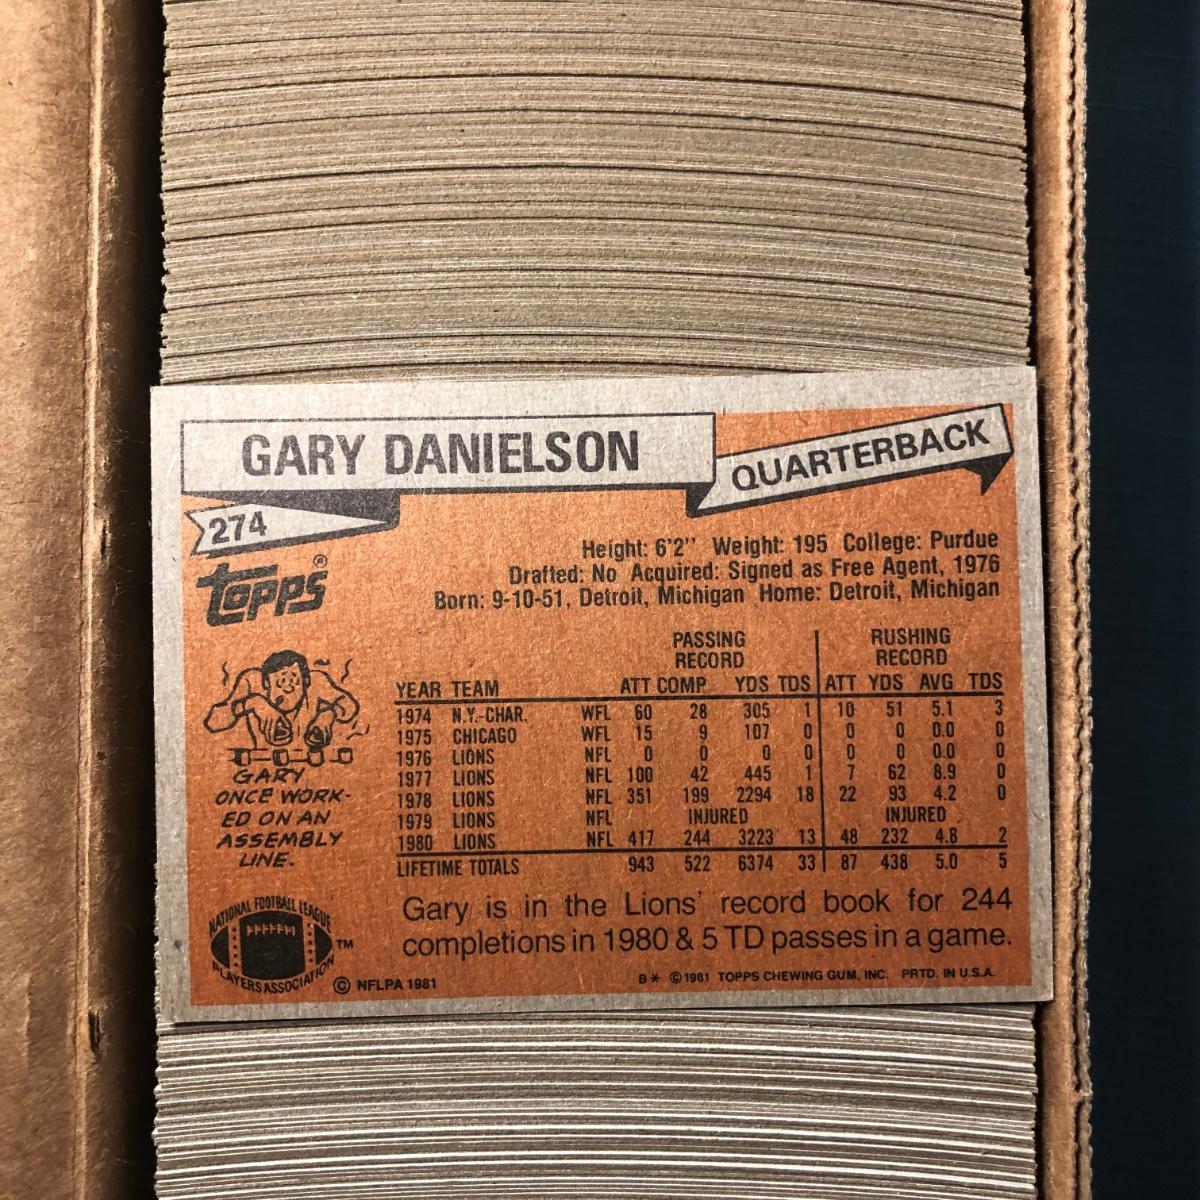 GARY DANIELSON
QUARTERBACK
274
Topps®
Height: 6'2" Weight: 195 College: Purdue
Drafted: No Acquired: Signed as Free Agent, 1976
Born: 9-10-51, Detroit, Michigan Home: Detroit, Michigan
PASSING RECORD RUSHING RECORD
YEAR TEAM ATT COMP YDS TDS ATT YDS AVG TDS
1974 N.Y.-CHAR. WFL 60 28 305 1 10 51 5.1 3
1975 CHICAGO WFL 15 9 107 0 0 0 0.0 0
1976 LIONS NFL 0 0 0 0 0 0 0.0 0
1977 LIONS NFL 100 42 445 1 7 62 8.9 0
1978 LIONS NFL 351 199 2294 18 22 93 4.2 0
1979 LIONS NFL INJURED INJURED
1980 LIONS NFL 417 244 3223 13 48 232 4.8 2
LIFETIME TOTALS 943 522 6374 33 87 438 5.0 5
GARY
ONCE WORK-
ED ON AN
ASSEMBLY
LINE.
Gary is in the Lions' record book for 244
completions in 1980 & 5 TD passes in a game.
NATIONAL FOOTBALL LEAGUE
PLAYERS ASSOCIATION
™
© NFLPA 1981
B* © 1981 TOPPS CHEWING GUM, INC. PRTD. IN U.S.A.